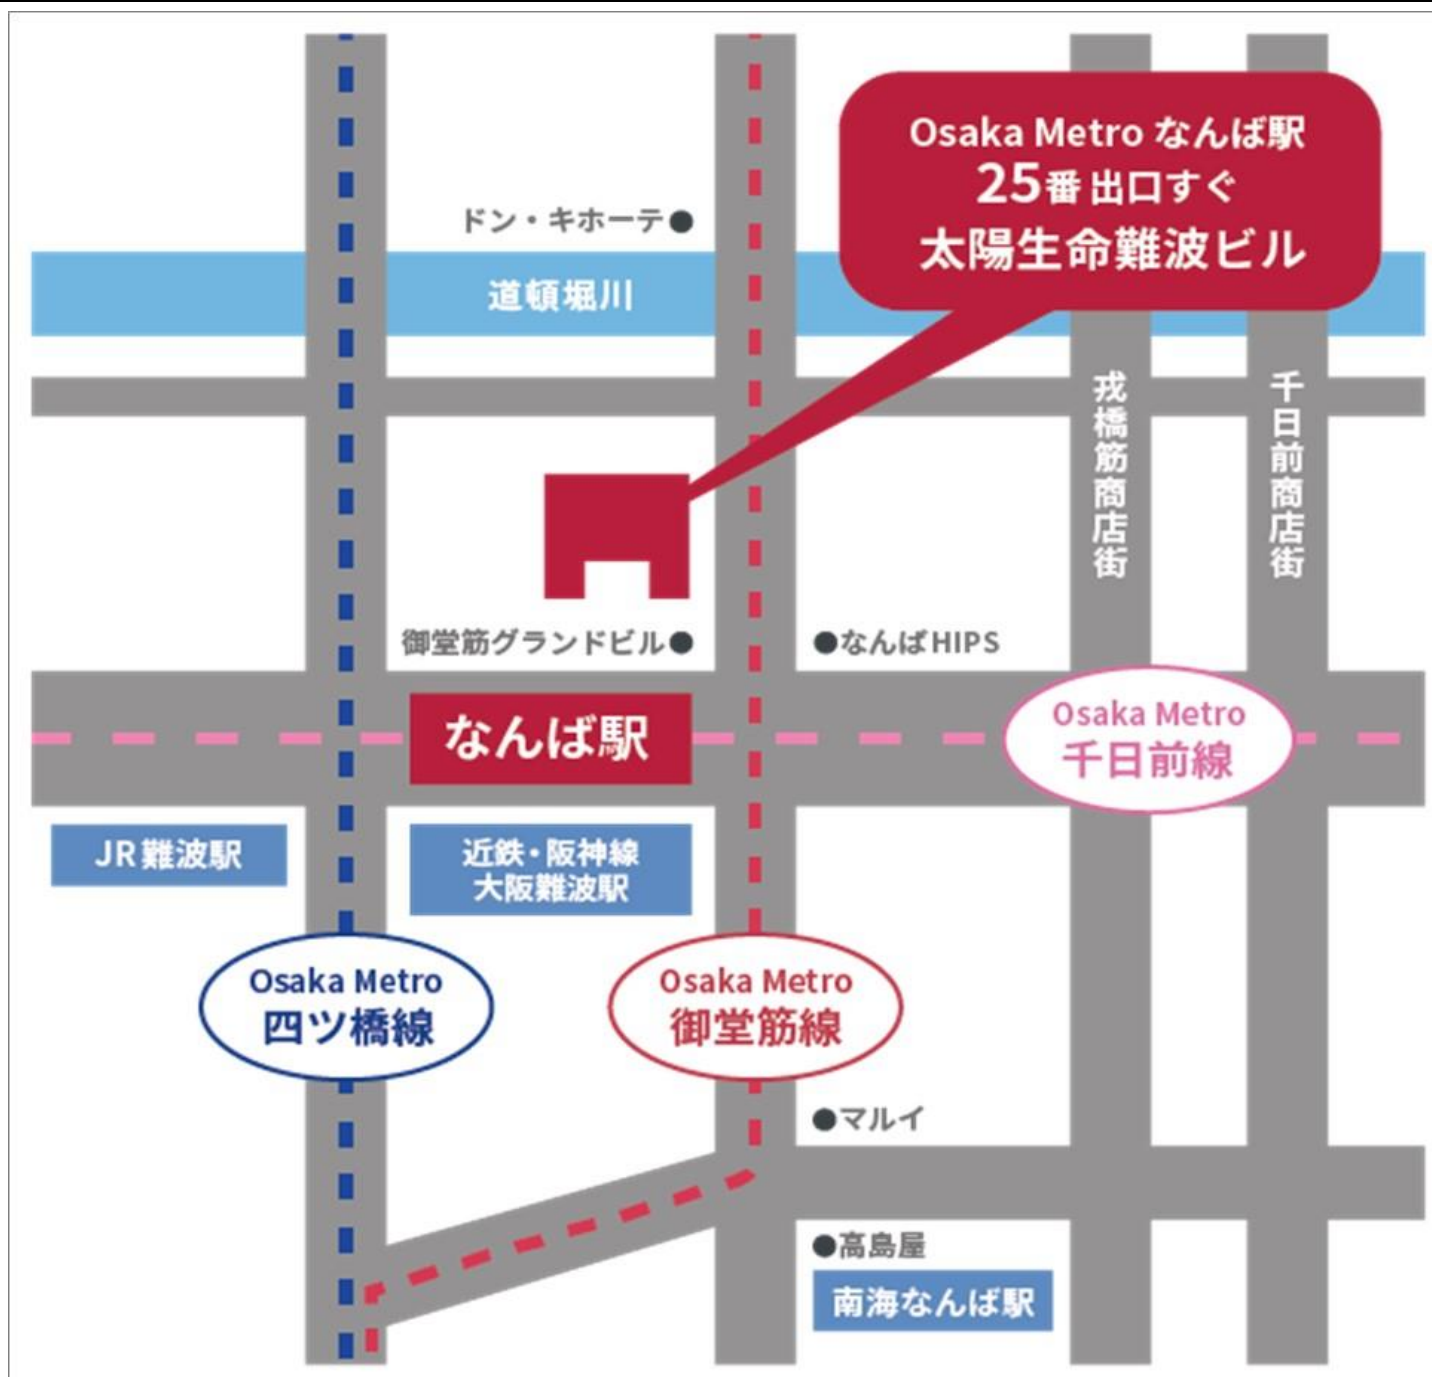 Osaka Metro なんば駅
25番出口すぐ
太陽生命難波ビル
ドン・キホーテ●
道頓堀川
戎橋筋商店街
千日前商店街
御堂筋グランドビル●
●なんばHIPS
なんば駅
Osaka Metro
千日前線
JR難波駅
近鉄・阪神線
大阪難波駅
Osaka Metro
四ツ橋線
Osaka Metro
御堂筋線
●マルイ
●高島屋
南海なんば駅